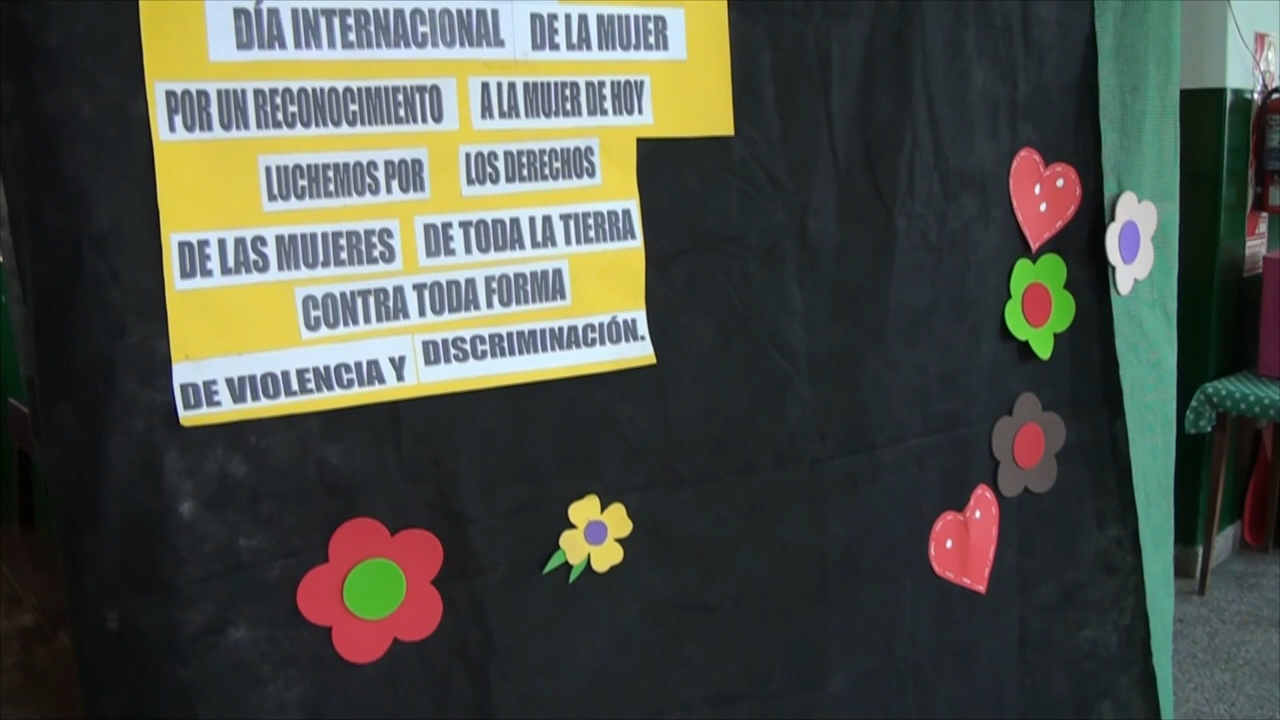 DÍA INTERNACIONAL DE LA MUJER
POR UN RECONOCIMIENTO A LA MUJER DE HOY
LUCHEMOS POR LOS DERECHOS
DE LAS MUJERES DE TODA LA TIERRA
CONTRA TODA FORMA
DE VIOLENCIA Y DISCRIMINACIÓN.